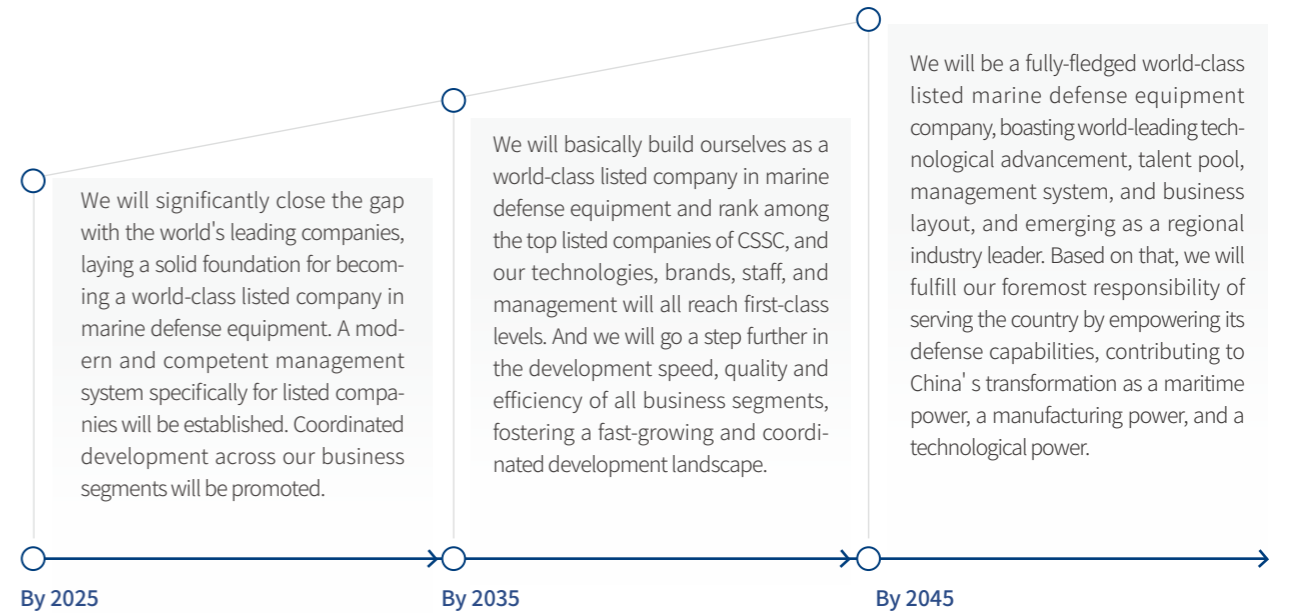 We will significantly close the gap
with the world's leading companies,
laying a solid foundation for becom-
ing a world-class listed company in
marine defense equipment. A mod-
ern and competent management
system specifically for listed compa-
nies will be established. Coordinated
development across our business
segments will be promoted.
By 2025
We will basically build ourselves as a
world-class listed company in marine
defense equipment and rank among
the top listed companies of CSSC, and
our technologies, brands, staff, and
management will all reach first-class
levels. And we will go a step further in
the development speed, quality and
efficiency of all business segments,
fostering a fast-growing and coordi-
nated development landscape.
By 2035
We will be a fully-fledged world-class
listed marine defense equipment
company, boasting world-leading tech-
nological advancement, talent pool,
management system, and business
layout, and emerging as a regional
industry leader. Based on that, we will
fulfill our foremost responsibility of
serving the country by empowering its
defense capabilities, contributing to
China' s transformation as a maritime
power, a manufacturing power, and a
technological power.
By 2045